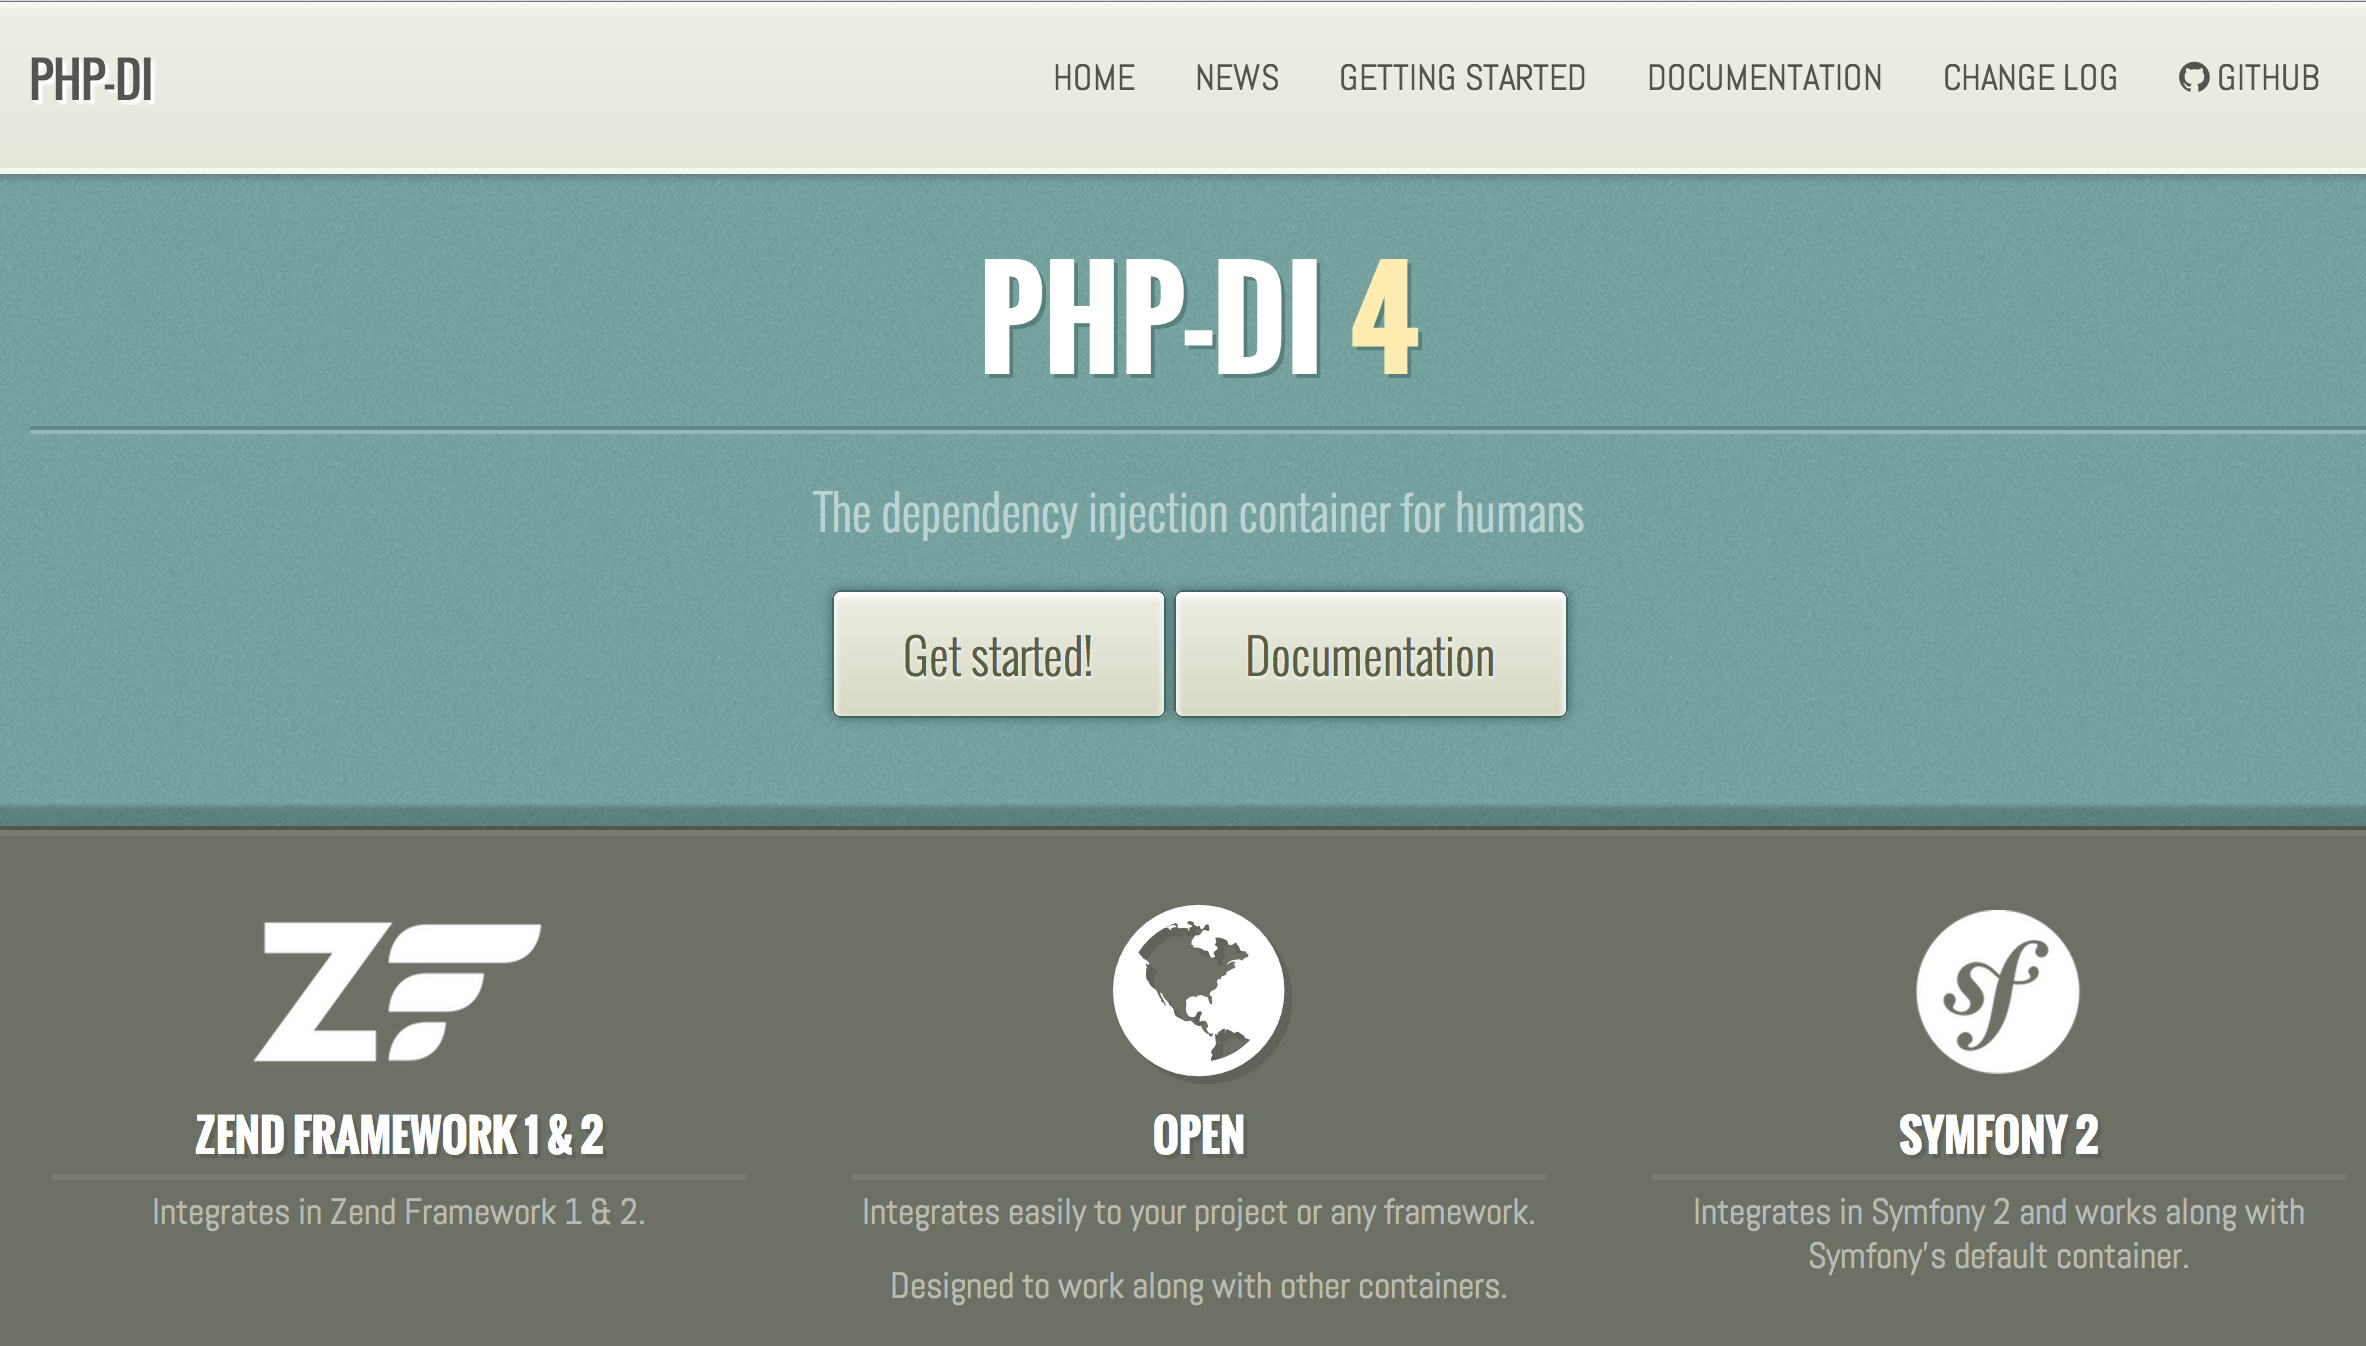 PHP-DI
HOME NEWS GETTING STARTED DOCUMENTATION CHANGE LOG GITHUB
PHP-DI 4
The dependency injection container for humans
Get started! Documentation
ZF
sf
ZEND FRAMEWORK 1 & 2
Integrates in Zend Framework 1 & 2.
OPEN
Integrates easily to your project or any framework.
Designed to work along with other containers.
SYMFONY 2
Integrates in Symfony 2 and works along with
Symfony's default container.